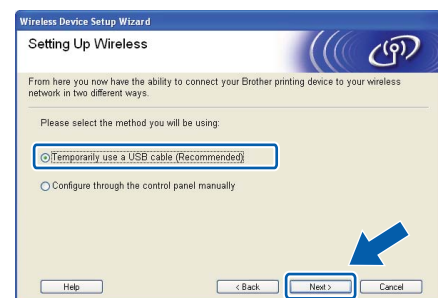 Wireless Device Setup Wizard
Setting Up Wireless
From here you now have the ability to connect your Brother printing device to your wireless
network in two different ways.
Please select the method you will be using:
Temporarily use a USB cable (Recommended)
Configure through the control panel manually
Help
< Back
Next >
Cancel